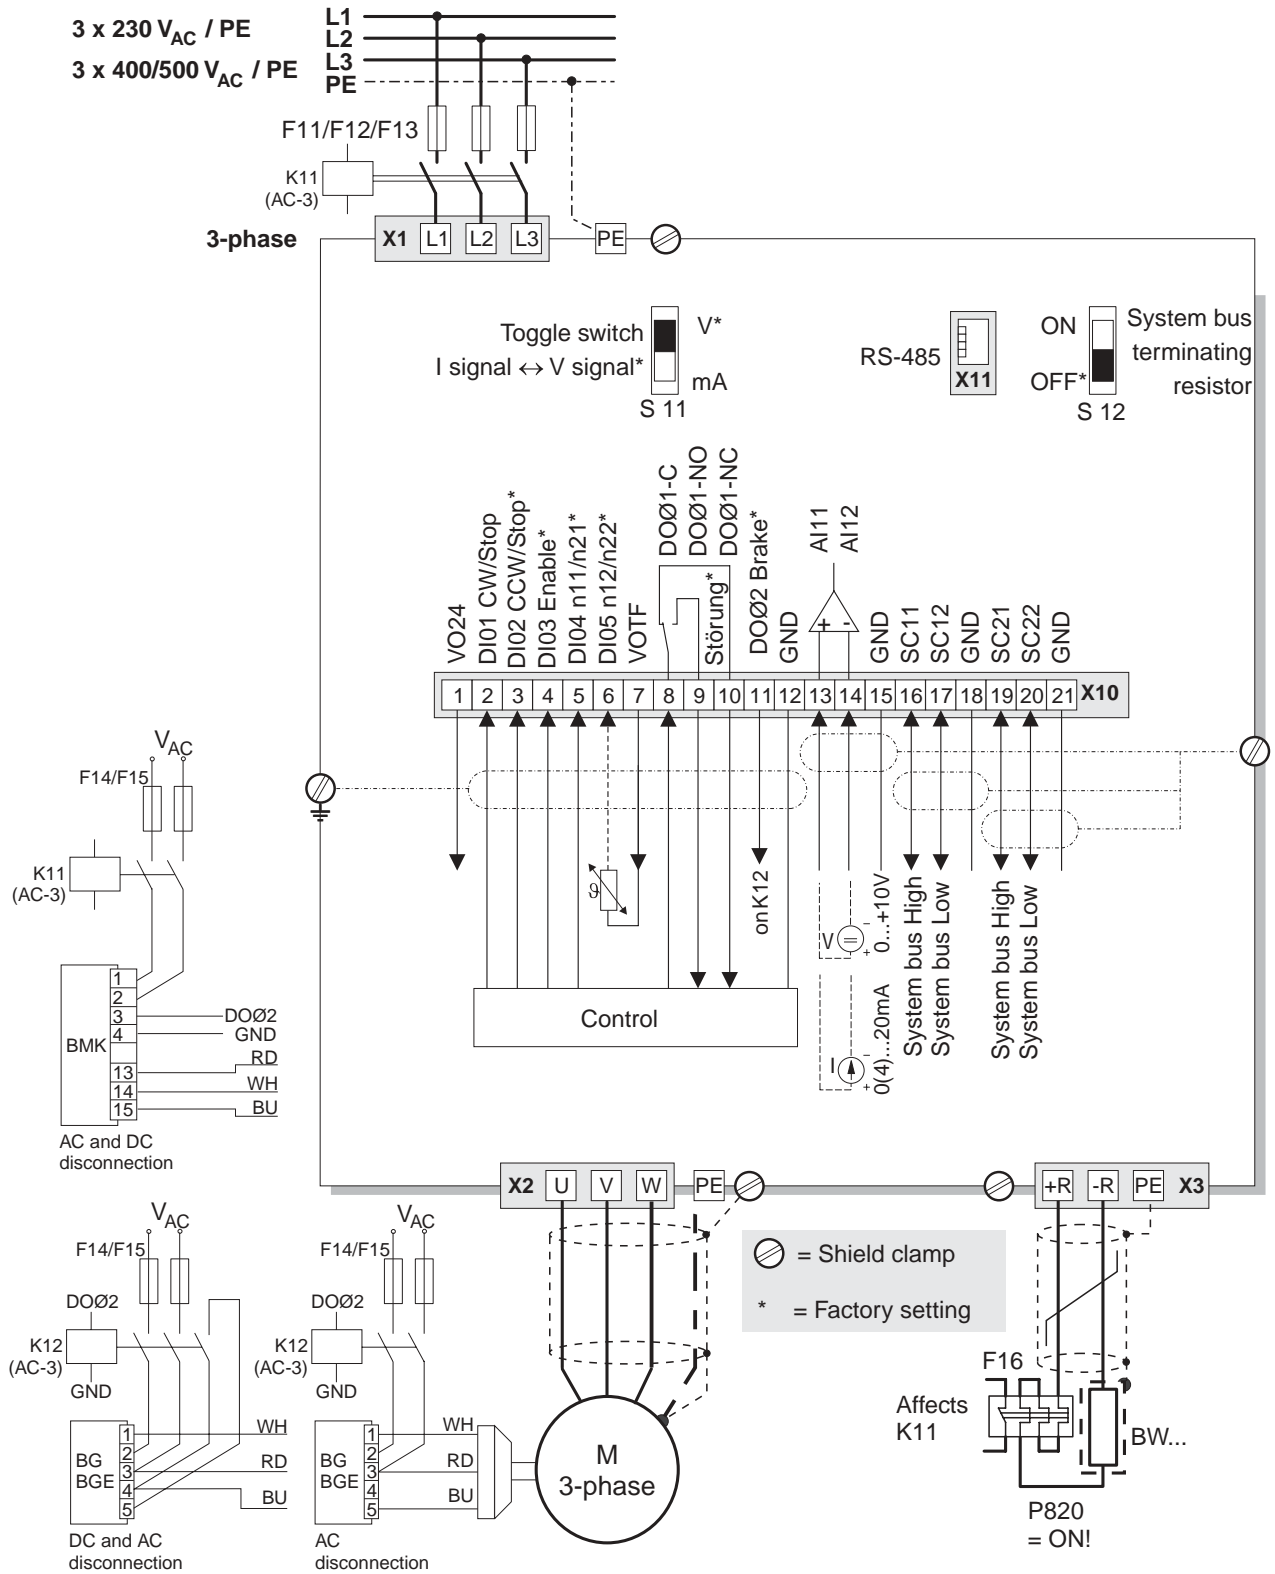 3 x 230 VAC / PE
3 x 400/500 VAC / PE
L1
L2
L3
PE
F11/F12/F13
K11
(AC-3)
3-phase
X1 L1 L2 L3 PE
Toggle switch
I signal ↔ V signal*
V*
mA
S 11
RS-485
X11
ON
OFF*
S 12
System bus
terminating
resistor
VO24
DI01 CW/Stop
DI02 CCW/Stop*
DI03 Enable*
DI04 n11/n21*
DI05 n12/n22*
VOTF
DOØ1-C
DOØ1-NO
Störung*
DOØ1-NC
DOØ2 Brake*
GND
AI11
AI12
+ -
GND
SC11
SC12
GND
SC21
SC22
GND
1 2 3 4 5 6 7 8 9 10 11 12 13 14 15 16 17 18 19 20 21 X10
ϑ
onK12
V
=
-
+
0...+10V
I
-
+
0(4)...20mA
System bus High
System bus Low
System bus High
System bus Low
Control
VAC
F14/F15
K11
(AC-3)
BMK
1
2
3
4
13
14
15
DOØ2
GND
RD
WH
BU
AC and DC
disconnection
X2 U V W PE
+R -R PE X3
VAC
F14/F15
DOØ2
K12
(AC-3)
GND
BG
BGE
1
2
3
4
5
WH
RD
BU
DC and AC
disconnection
VAC
F14/F15
DOØ2
K12
(AC-3)
GND
BG
BGE
1
2
3
4
5
WH
RD
BU
AC
disconnection
M
3-phase
= Shield clamp
* = Factory setting
F16
Affects
K11
BW...
P820
= ON!